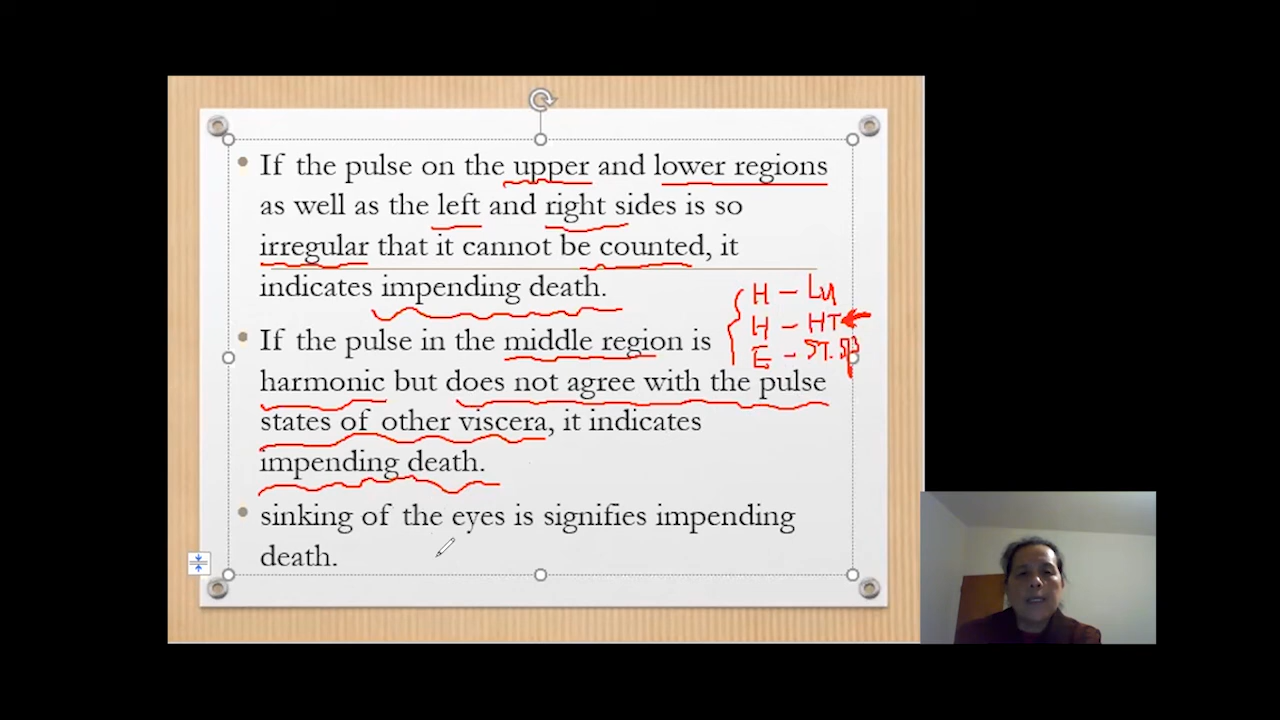 If the pulse on the upper and lower regions
as well as the left and right sides is so
irregular that it cannot be counted, it
indicates impending death.
H - Lu
H - HT
E - ST. Sp
If the pulse in the middle region is
harmonic but does not agree with the pulse
states of other viscera, it indicates
impending death.
sinking of the eyes is signifies impending
death.